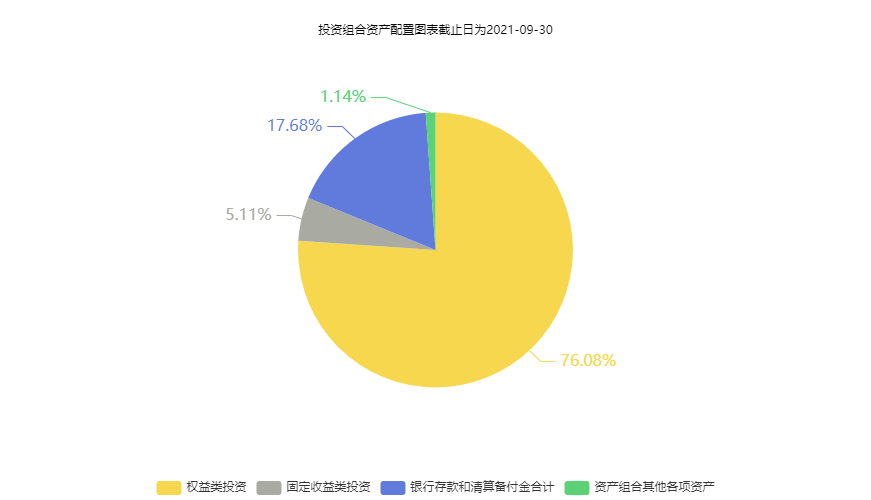 投资组合资产配置图表截止日为2021-09-30
1.14%
17.68%
5.11%
76.08%
权益类投资
固定收益类投资
银行存款和清算备付金合计
资产组合其他各项资产